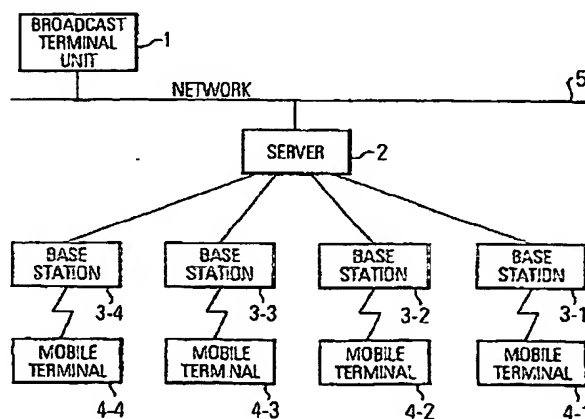 BROADCAST
TERMINAL
UNIT
1
NETWORK
5
SERVER
2
BASE
STATION
3-4
BASE
STATION
3-3
BASE
STATION
3-2
BASE
STATION
3-1
MOBILE TERMINAL
4-4
MOBILE TERMINAL
4-3
MOBILE TERMINAL
4-2
MOBILE TERMINAL